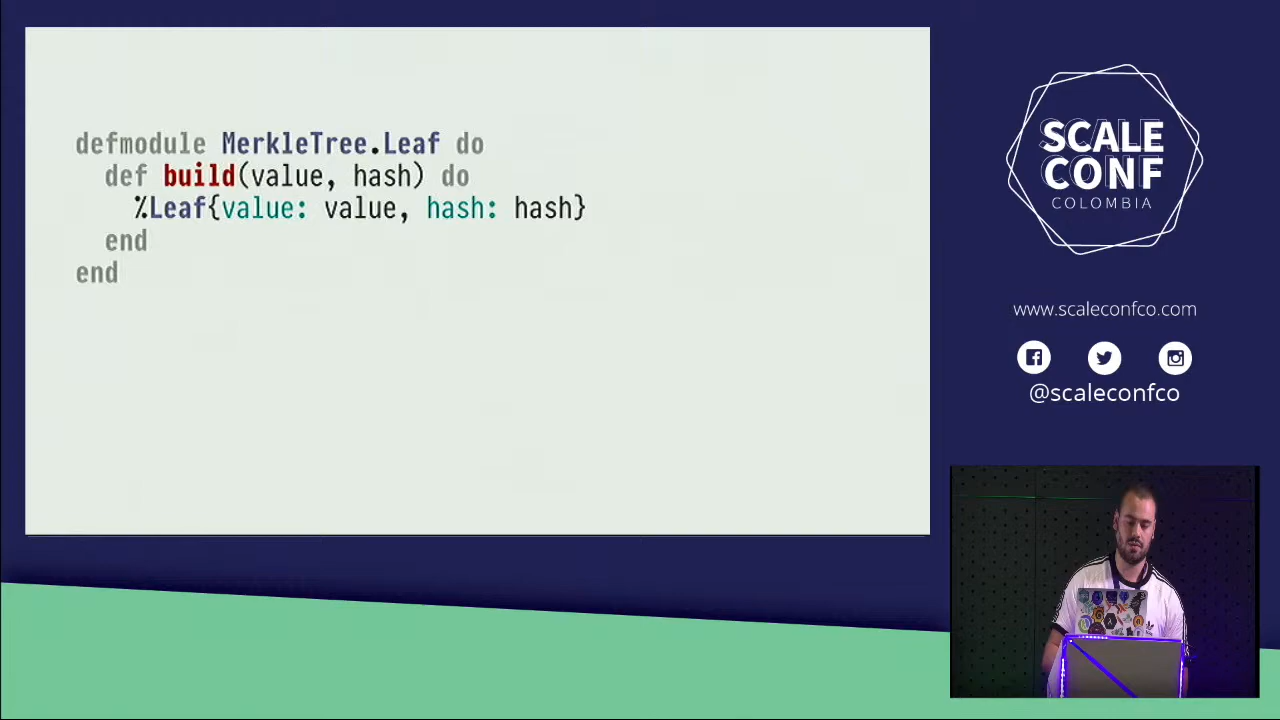 defmodule MerkleTree.Leaf do
def build(value, hash) do
%Leaf{value: value, hash: hash}
end
end
SCALE
CONF
COLOMBIA
www.scaleconfco.com
@scaleconfco